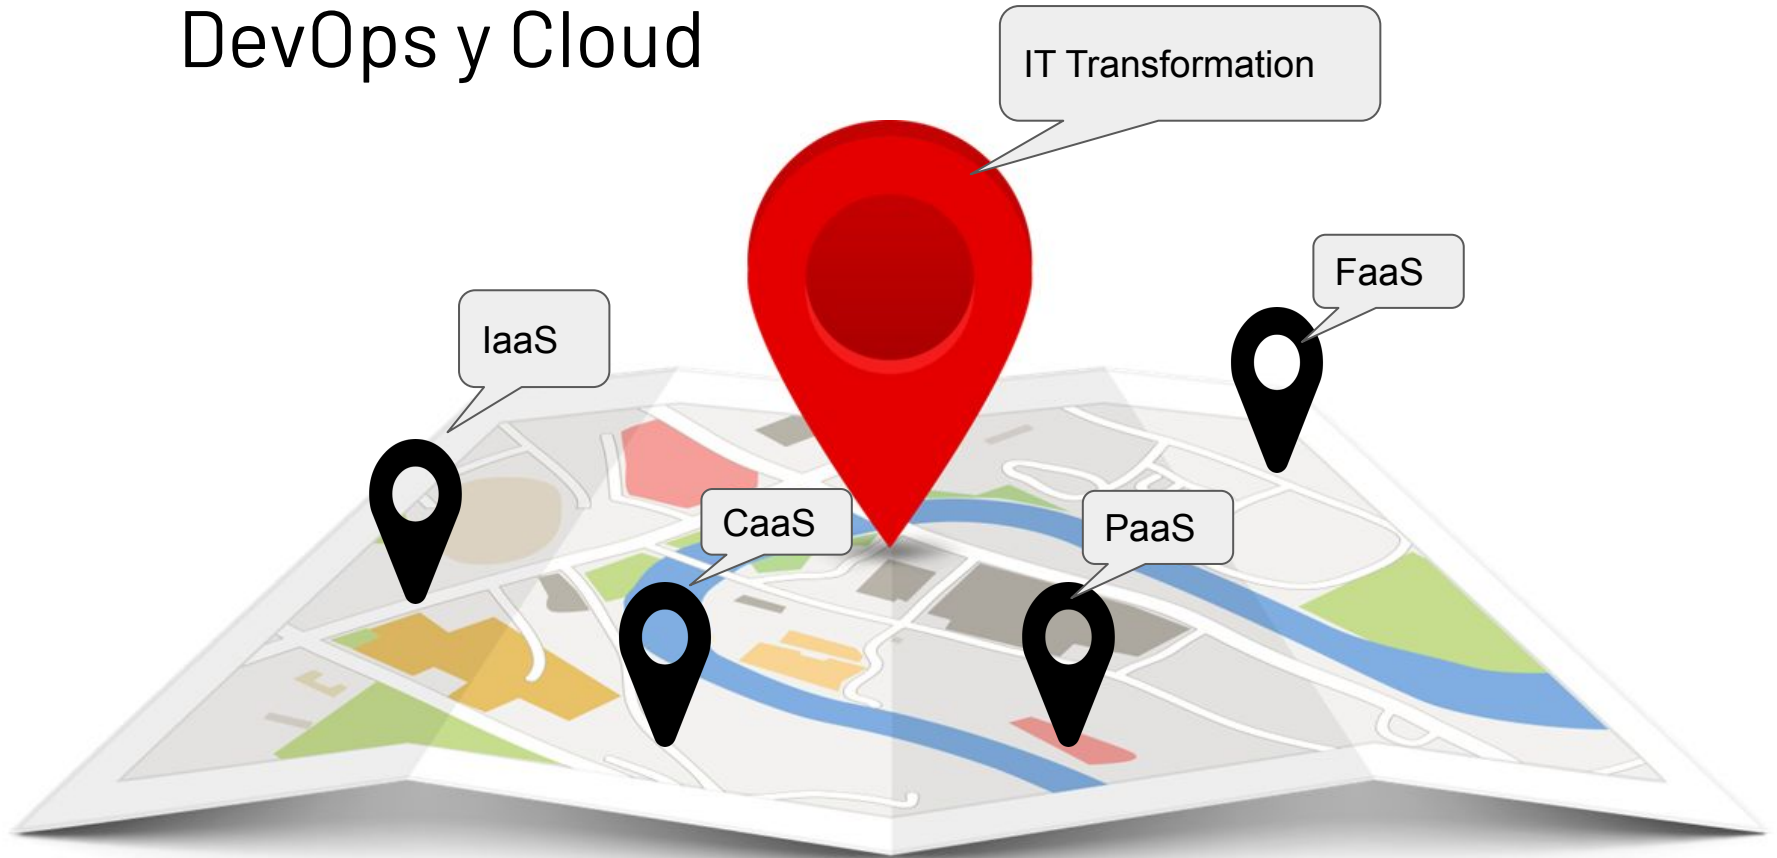 DevOps y Cloud
IT Transformation
FaaS
IaaS
CaaS
PaaS